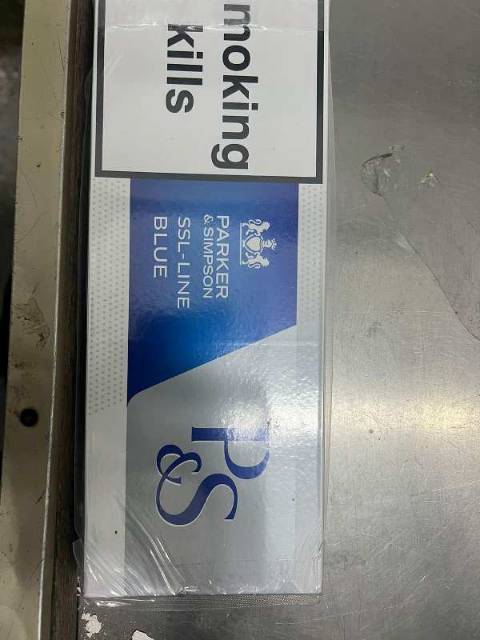 moking
kills
PARKER
& SIMPSON
SSL-LINE
BLUE
P&S